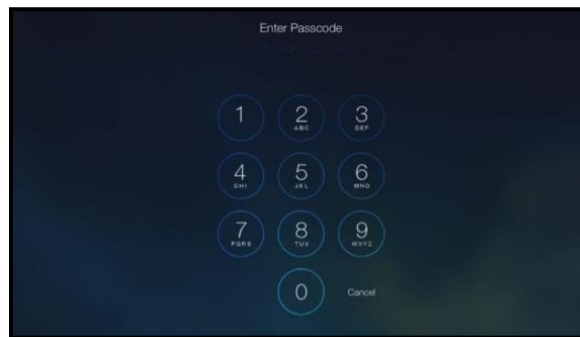 Enter Passcode
1 2 3
ABC DEF
4 5 6
GHI JKL MNO
7 8 9
PQRS TUV WXYZ
0 Cancel